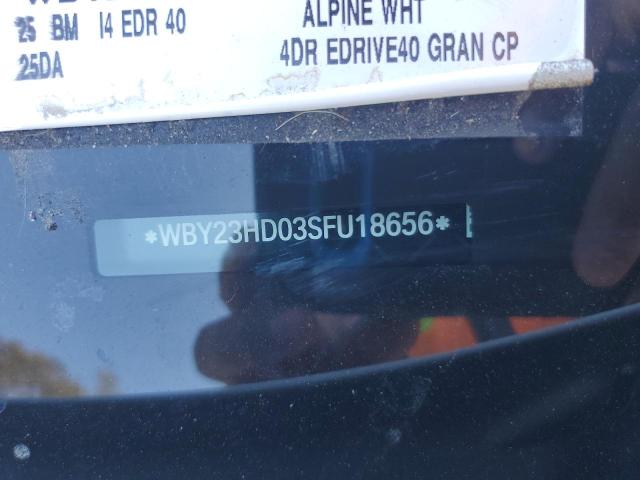 25 BM I4 EDR 40
25DA
ALPINE WHT
4DR EDRIVE40 GRAN CP
*WBY23HD03SFU18656*